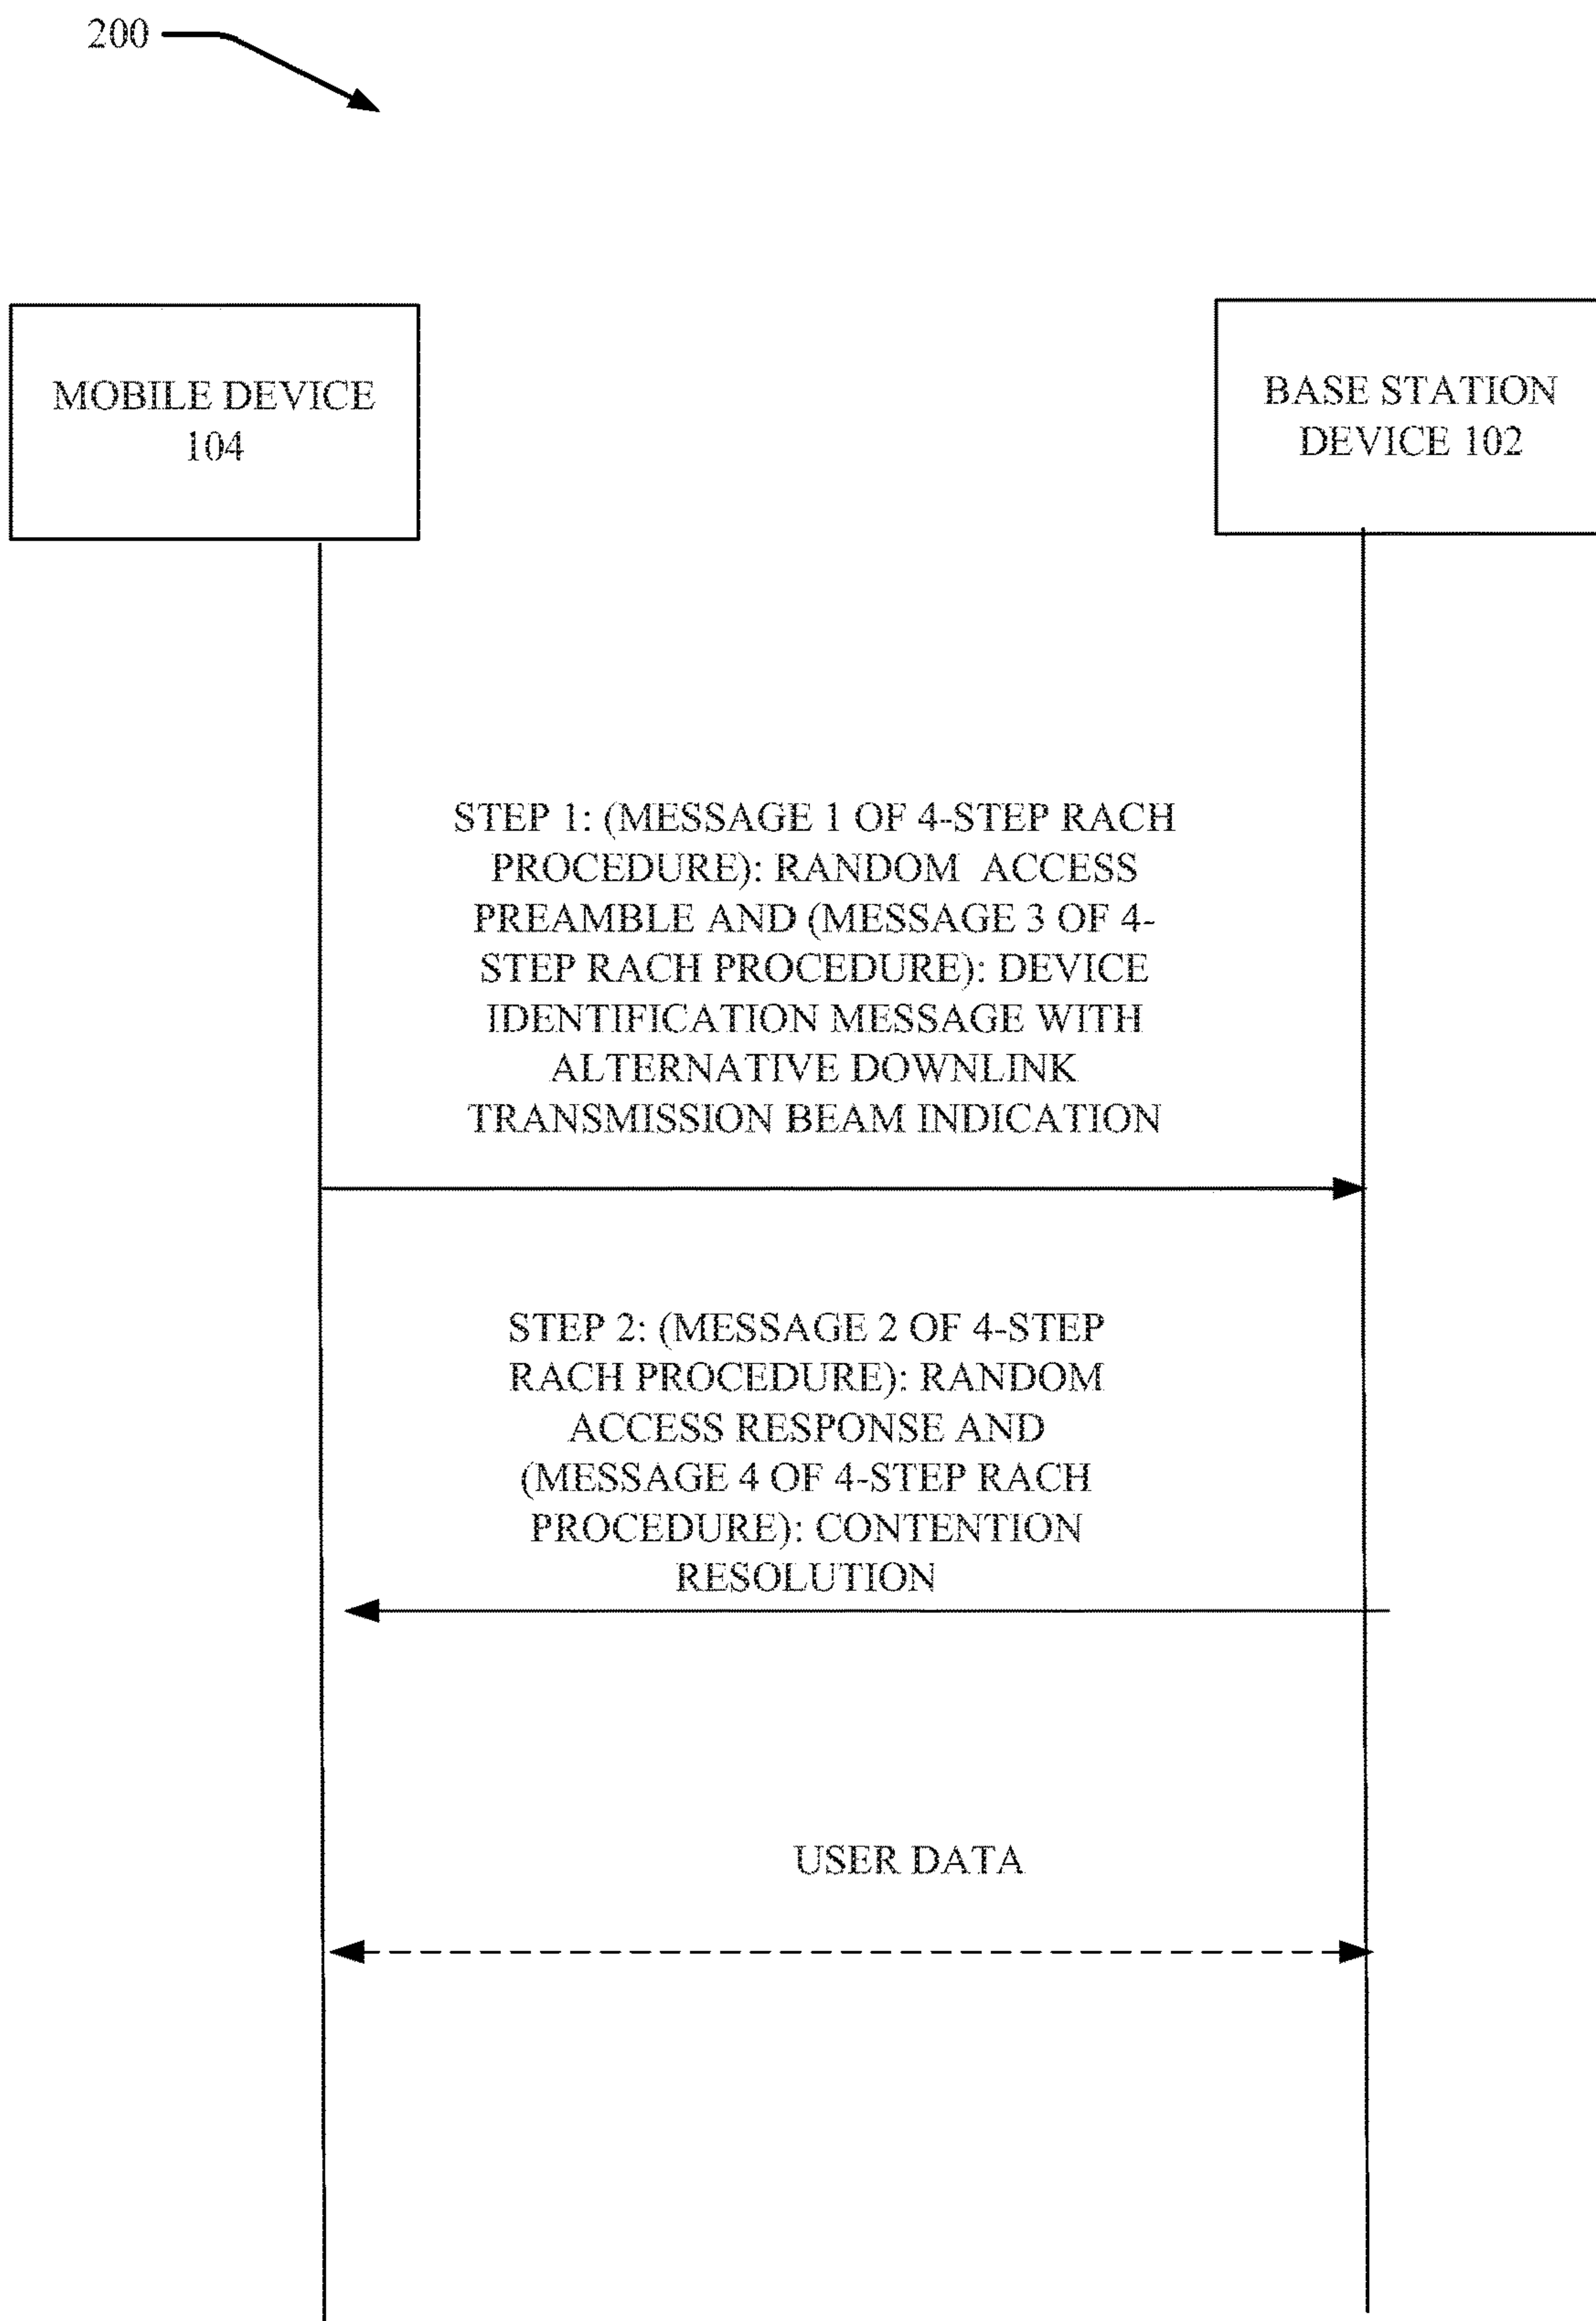 200
MOBILE DEVICE
104
BASE STATION
DEVICE 102
STEP 1: (MESSAGE 1 OF 4-STEP RACH
PROCEDURE): RANDOM ACCESS
PREAMBLE AND (MESSAGE 3 OF 4-
STEP RACH PROCEDURE): DEVICE
IDENTIFICATION MESSAGE WITH
ALTERNATIVE DOWNLINK
TRANSMISSION BEAM INDICATION
STEP 2: (MESSAGE 2 OF 4-STEP
RACH PROCEDURE): RANDOM
ACCESS RESPONSE AND
(MESSAGE 4 OF 4-STEP RACH
PROCEDURE): CONTENTION
RESOLUTION
USER DATA